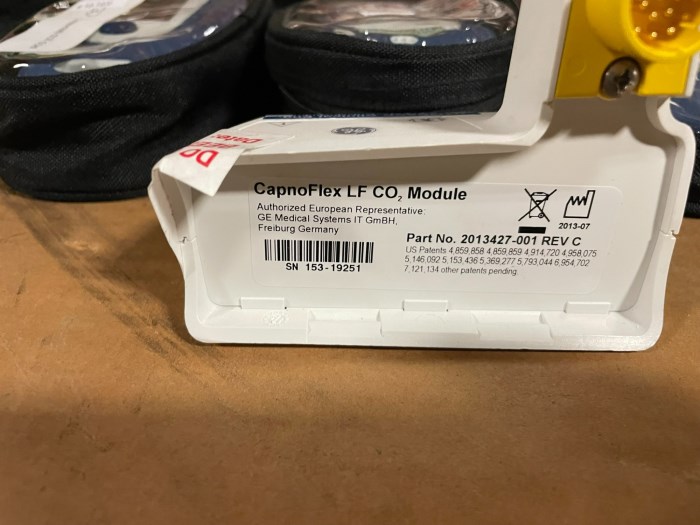 CapnoFlex LF CO₂ Module
Authorized European Representative:
GE Medical Systems IT GmBH,
Freiburg Germany
SN 153-19251
2013-07
Part No. 2013427-001 REV C
US Patents 4,859,858 4,859,859 4,914,720 4,958,075
5,146,092 5,153,436 5,369,277 5,793,044 6,954,702
7,121,134 other patents pending.